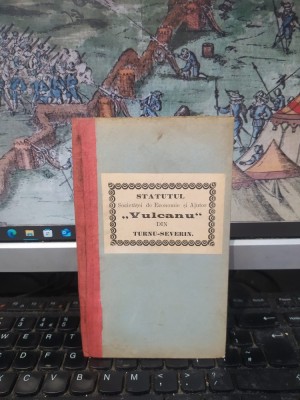 STATUTUL
Societăței de Economie și Ajutor
„Vulcanu“
DIN
TURNU-SEVERIN.